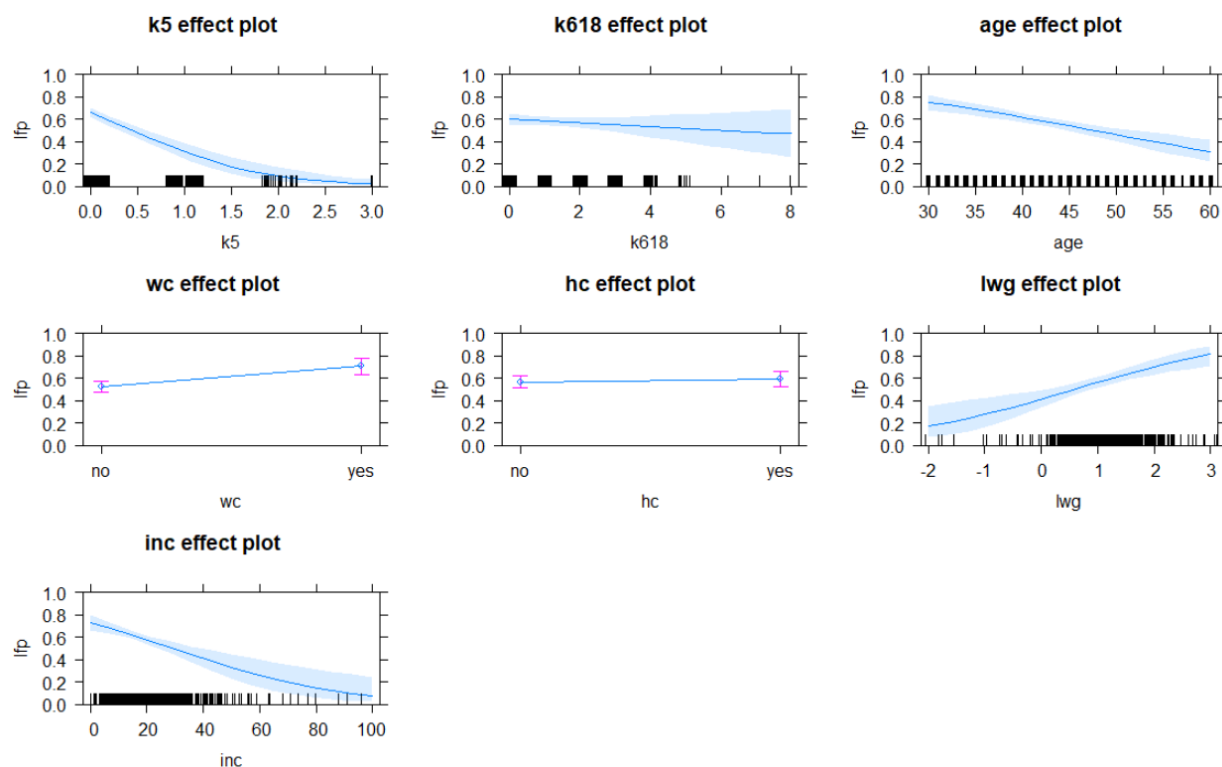 k5 effect plot
1.0
0.8
0.6
0.4
0.2
0.0
lfp
0.0 0.5 1.0 1.5 2.0 2.5 3.0
k5
k618 effect plot
1.0
0.8
0.6
0.4
0.2
0.0
lfp
0 2 4 6 8
k618
age effect plot
1.0
0.8
0.6
0.4
0.2
0.0
lfp
30 35 40 45 50 55 60
age
wc effect plot
1.0
0.8
0.6
0.4
0.2
0.0
lfp
no yes
wc
hc effect plot
1.0
0.8
0.6
0.4
0.2
0.0
lfp
no yes
hc
lwg effect plot
1.0
0.8
0.6
0.4
0.2
0.0
lfp
-2 -1 0 1 2 3
lwg
inc effect plot
1.0
0.8
0.6
0.4
0.2
0.0
lfp
0 20 40 60 80 100
inc